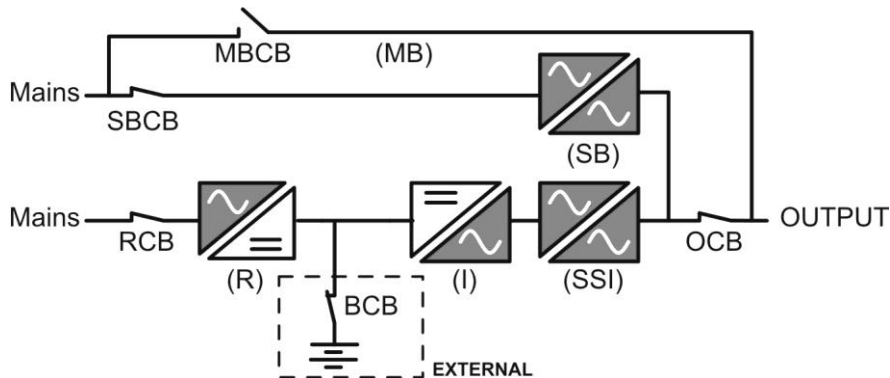 MBCB
(MB)
Mains
SBCB
(SB)
Mains
RCB
(R)
(I)
(SSI)
OCB
OUTPUT
BCB
EXTERNAL